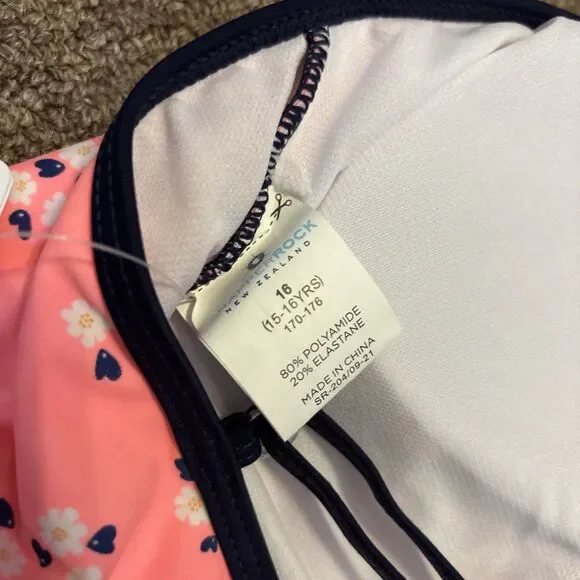 NEW ZEALAND
16
(15-16YRS)
170-176
80% POLYAMIDE
20% ELASTANE
MADE IN CHINA
SR-204/09-21